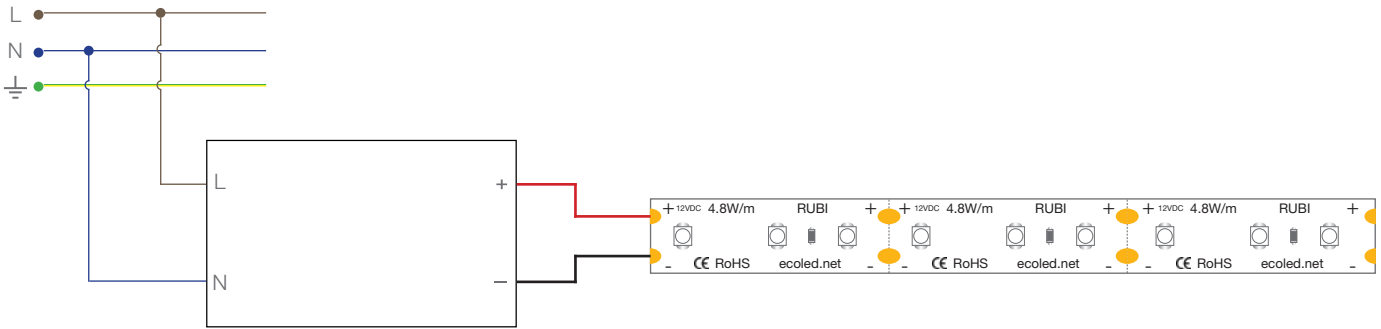 L
N
L
N
+
−
+ 12VDC 4.8W/m RUBI +
- CE RoHS ecoled.net -
+ 12VDC 4.8W/m RUBI +
- CE RoHS ecoled.net -
+ 12VDC 4.8W/m RUBI +
- CE RoHS ecoled.net -